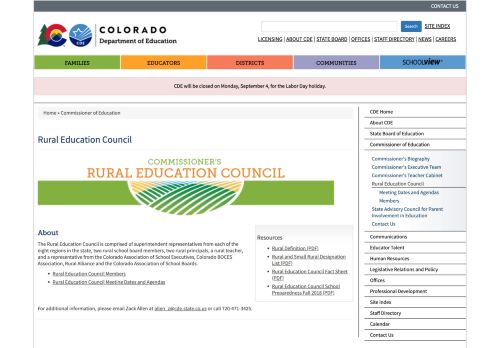 CONTACT US
COLORADO
Department of Education
CDE
Search
SITE INDEX
LICENSING | ABOUT CDE | STATE BOARD | OFFICES | STAFF DIRECTORY | NEWS | CAREERS
FAMILIES
EDUCATORS
DISTRICTS
COMMUNITIES
SCHOOLVIEW
CDE will be closed on Monday, September 4, for the Labor Day holiday.
Home » Commissioner of Education
Rural Education Council
COMMISSIONER'S
RURAL EDUCATION COUNCIL
About
The Rural Education Council is comprised of superintendent representatives from each of the
eight regions in the state, two rural school board members, two rural principals, a rural teacher,
and a representative from the Colorado Association of School Executives, Colorado BOCES
Association, Rural Alliance and the Colorado Association of School Boards.
Rural Education Council Members
Rural Education Council Meeting Dates and Agendas
For additional information, please email Zack Allen at allen_z@cde.state.co.us or call 720-471-3425.
Resources
Rural Definition (PDF)
Rural and Small Rural Designation
List (PDF)
Rural Education Council Fact Sheet
(PDF)
Rural Education Council School
Preparedness Fall 2018 (PDF)
CDE Home
About CDE
State Board of Education
Commissioner of Education
Commissioner's Biography
Commissioner's Executive Team
Commissioner's Teacher Cabinet
Rural Education Council
Meeting Dates and Agendas
Members
State Advisory Council for Parent
Involvement in Education
Contact Us
Communications
Educator Talent
Human Resources
Legislative Relations and Policy
Offices
Professional Development
Site Index
Staff Directory
Calendar
Contact Us